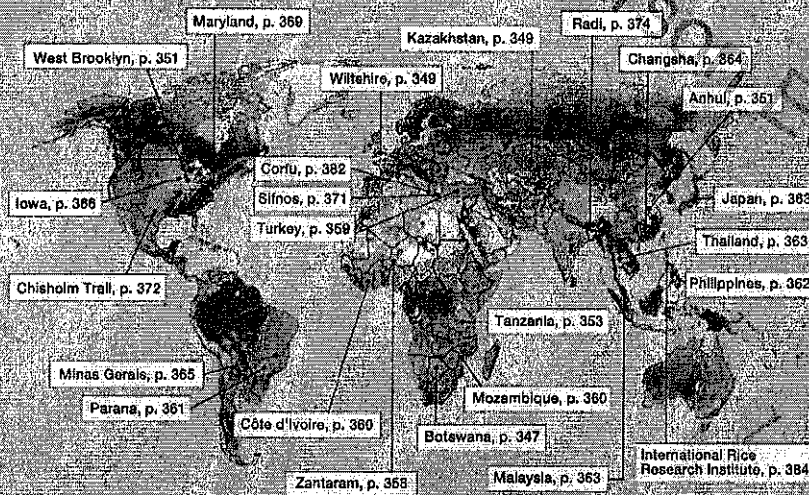 Maryland, p. 369
Radi, p. 374
Kazakhstan, p. 349
West Brooklyn, p. 351
Changsha, p. 364
Wiltshire, p. 349
Anhui, p. 351
Corfu, p. 382
Iowa, p. 366
Sifnos, p. 371
Japan, p. 363
Turkey, p. 359
Thailand, p. 363
Chisholm Trail, p. 372
Philippines, p. 362
Tanzania, p. 353
Minas Gerais, p. 365
Mozambique, p. 360
Parana, p. 361
Côte d'Ivoire, p. 360
Botswana, p. 347
International Rice
Research Institute, p. 384
Zantaram, p. 358
Malaysia, p. 363